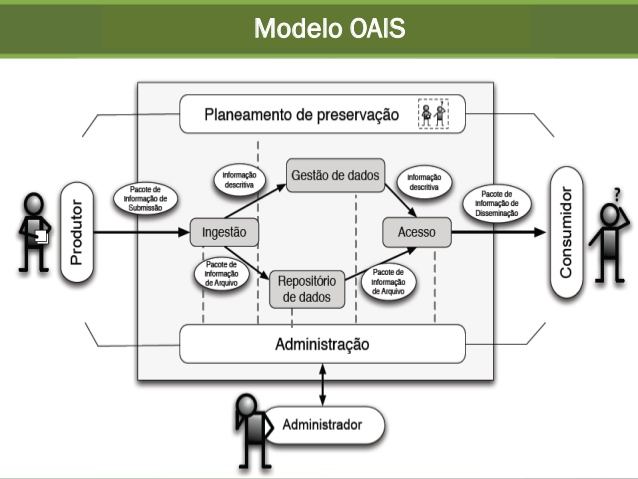 Modelo OAIS
Planeamento de preservação
Pacote de
Informação de
Submissão
Informação
descritiva
Gestão de dados
Informação
descritiva
Pacote de
Informação de
Disseminação
Produtor
Ingestão
Acesso
Consumidor
?
Pacote de
Informação
de Arquivo
Repositório
de dados
Pacote de
Informação
de Arquivo
Administração
Administrador